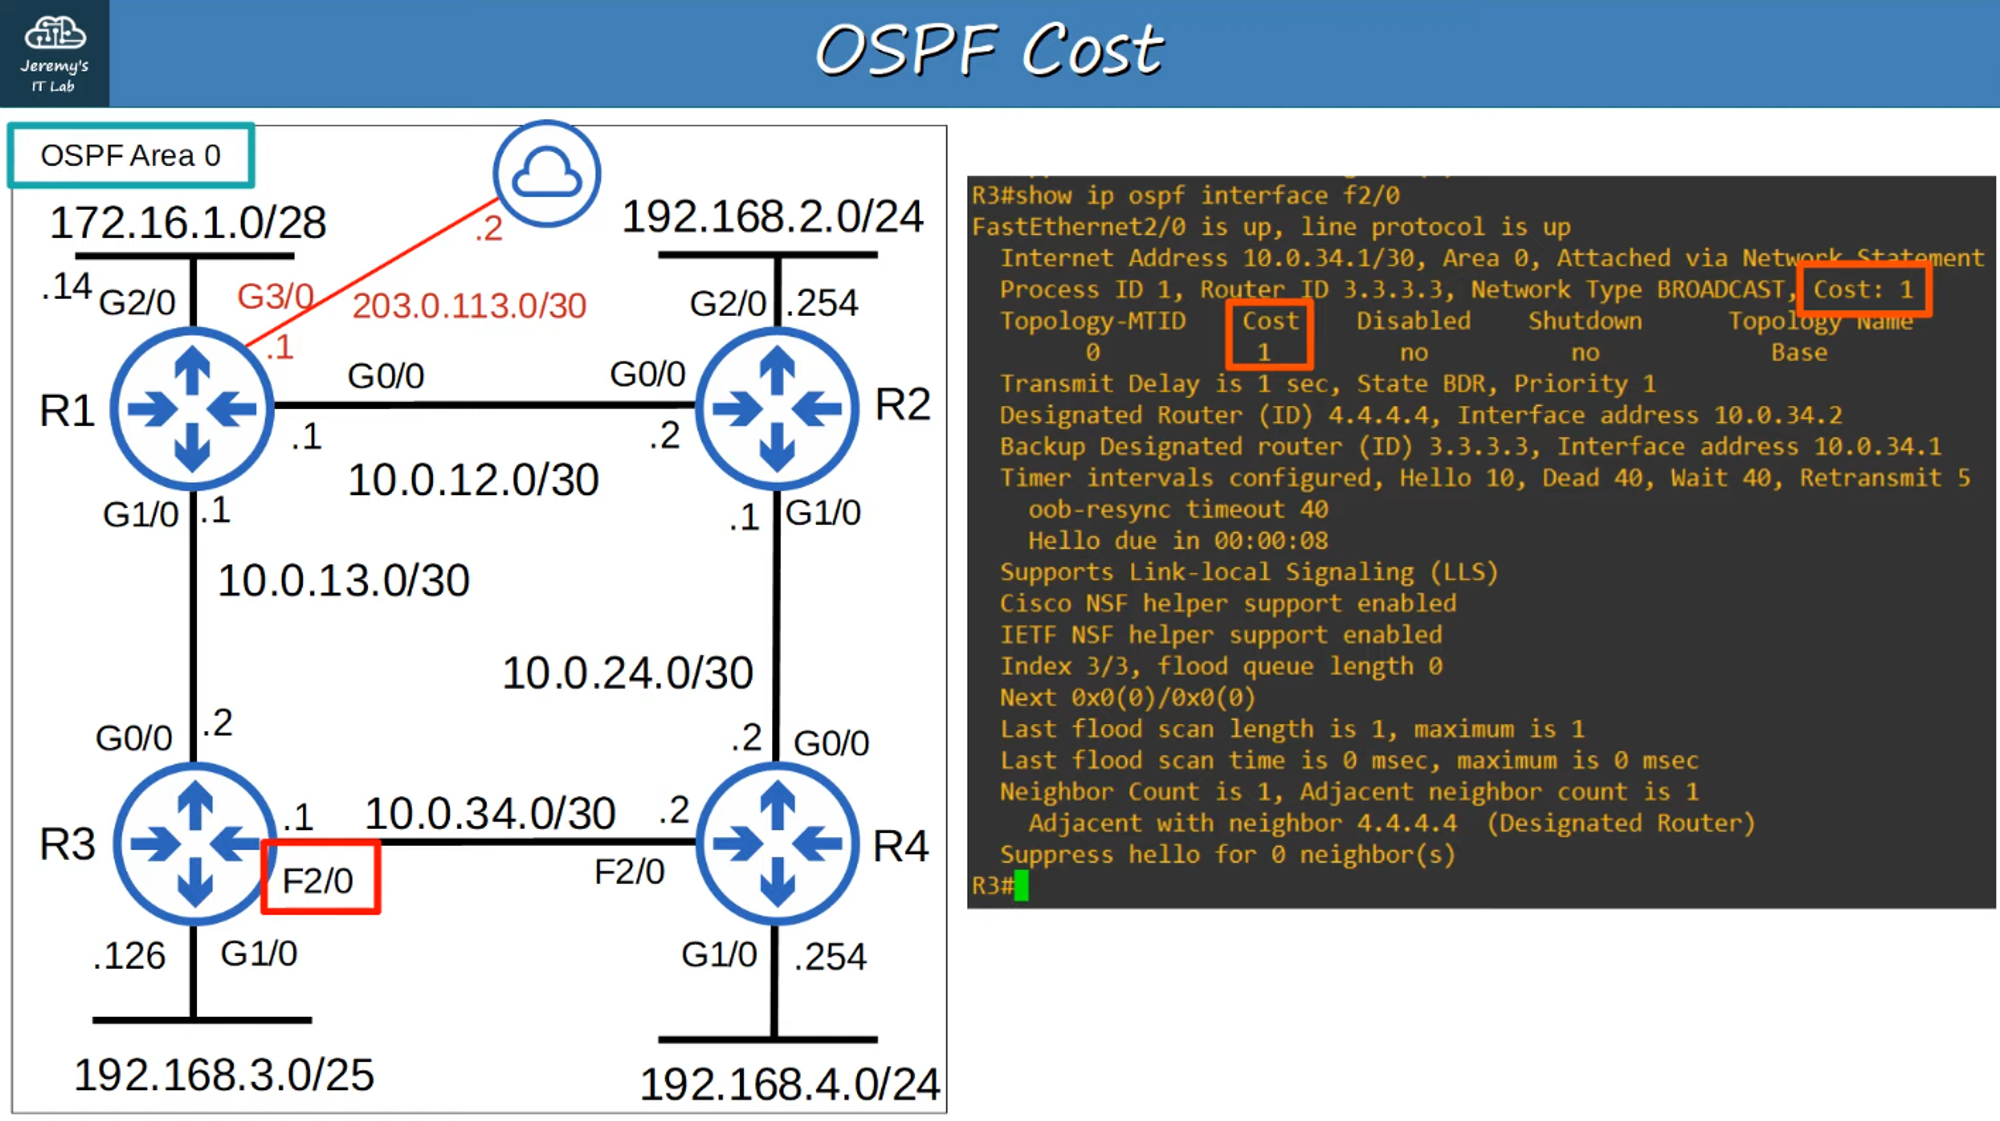 Jeremy's
IT Lab
OSPF Cost
OSPF Area 0
172.16.1.0/28
192.168.2.0/24
.2
.14
G2/0
G3/0
203.0.113.0/30
G2/0
.254
.1
G0/0
G0/0
R1
R2
.1
.2
10.0.12.0/30
G1/0
.1
.1
G1/0
10.0.13.0/30
10.0.24.0/30
G0/0
.2
.2
G0/0
R3
.1
10.0.34.0/30
.2
R4
F2/0
F2/0
.126
G1/0
G1/0
.254
192.168.3.0/25
192.168.4.0/24
R3#show ip ospf interface f2/0
FastEthernet2/0 is up, line protocol is up
Internet Address 10.0.34.1/30, Area 0, Attached via Network Statement
Process ID 1, Router ID 3.3.3.3, Network Type BROADCAST, Cost: 1
Topology-MTID Cost Disabled Shutdown Topology Name
0 1 no no Base
Transmit Delay is 1 sec, State BDR, Priority 1
Designated Router (ID) 4.4.4.4, Interface address 10.0.34.2
Backup Designated router (ID) 3.3.3.3, Interface address 10.0.34.1
Timer intervals configured, Hello 10, Dead 40, Wait 40, Retransmit 5
oob-resync timeout 40
Hello due in 00:00:08
Supports Link-local Signaling (LLS)
Cisco NSF helper support enabled
IETF NSF helper support enabled
Index 3/3, flood queue length 0
Next 0x0(0)/0x0(0)
Last flood scan length is 1, maximum is 1
Last flood scan time is 0 msec, maximum is 0 msec
Neighbor Count is 1, Adjacent neighbor count is 1
Adjacent with neighbor 4.4.4.4 (Designated Router)
Suppress hello for 0 neighbor(s)
R3#